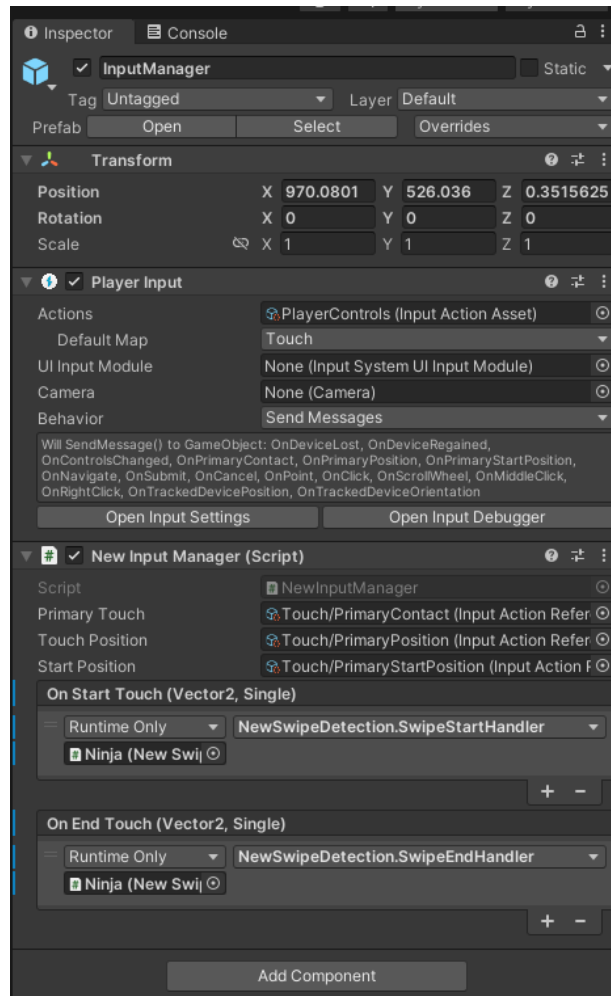 Inspector Console
InputManager Static
Tag Untagged Layer Default
Prefab Open Select Overrides
Transform
Position X 970.0801 Y 526.036 Z 0.3515625
Rotation X 0 Y 0 Z 0
Scale X 1 Y 1 Z 1
Player Input
Actions PlayerControls (Input Action Asset)
Default Map Touch
UI Input Module None (Input System UI Input Module)
Camera None (Camera)
Behavior Send Messages
Will SendMessage() to GameObject: OnDeviceLost, OnDeviceRegained,
OnControlsChanged, OnPrimaryContact, OnPrimaryPosition, OnPrimaryStartPosition,
OnNavigate, OnSubmit, OnCancel, OnPoint, OnClick, OnScrollWheel, OnMiddleClick,
OnRightClick, OnTrackedDevicePosition, OnTrackedDeviceOrientation
Open Input Settings Open Input Debugger
# New Input Manager (Script)
Script NewInputManager
Primary Touch Touch/PrimaryContact (Input Action Refer
Touch Position Touch/PrimaryPosition (Input Action Refer
Start Position Touch/PrimaryStartPosition (Input Action
On Start Touch (Vector2, Single)
Runtime Only NewSwipeDetection.SwipeStartHandler
Ninja (New Swi
+ -
On End Touch (Vector2, Single)
Runtime Only NewSwipeDetection.SwipeEndHandler
Ninja (New Swi
+ -
Add Component